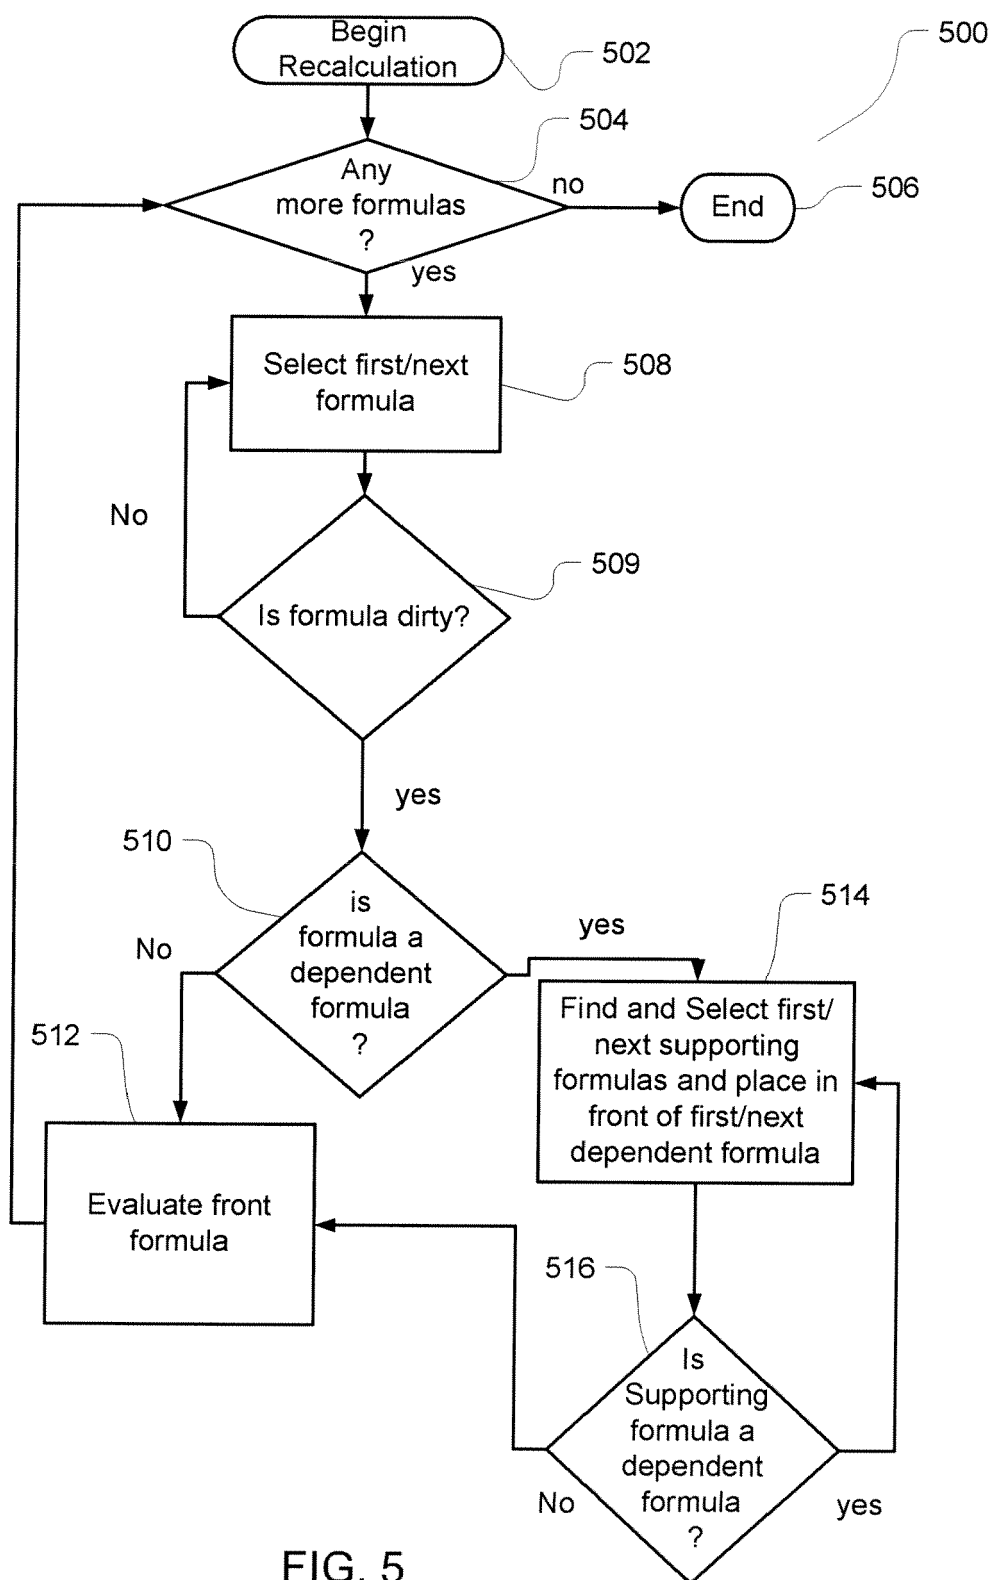 Begin
Recalculation
502
500
504
Any
more formulas
?
no
End
506
yes
Select first/next
formula
508
No
509
Is formula dirty?
yes
510
is
formula a
dependent
formula
?
No
yes
514
Find and Select first/
next supporting
formulas and place in
front of first/next
dependent formula
512
Evaluate front
formula
516
Is
Supporting
formula a
dependent
formula
?
No
yes
FIG. 5